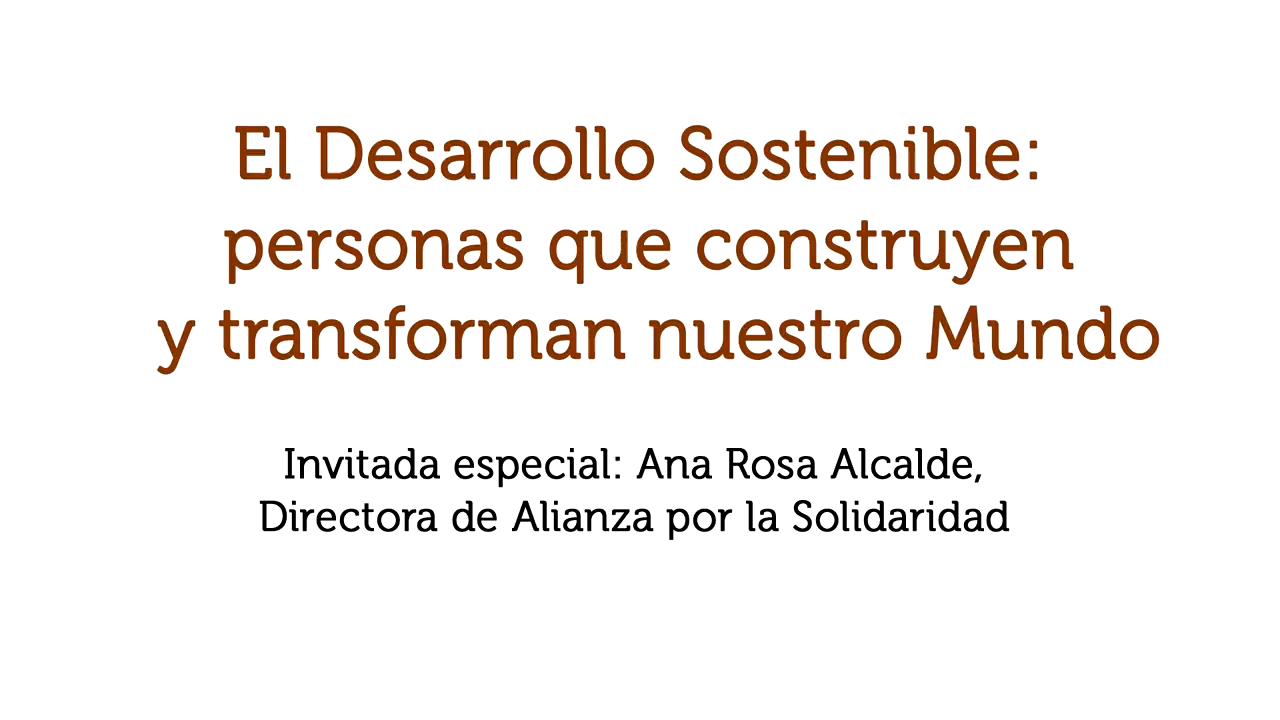 El Desarrollo Sostenible:
personas que construyen
y transforman nuestro Mundo
Invitada especial: Ana Rosa Alcalde,
Directora de Alianza por la Solidaridad